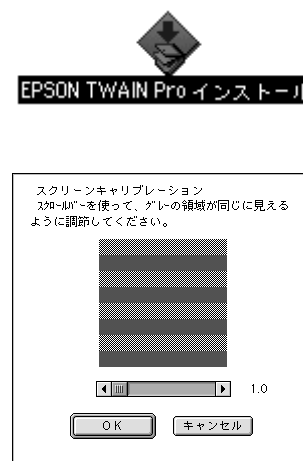 EPSON TWAIN Pro インストール
スクリーンキャリブレーション
スクロールバーを使って、グレーの領域が同じに見える
ように調節してください。
1.0
OK
キャンセル